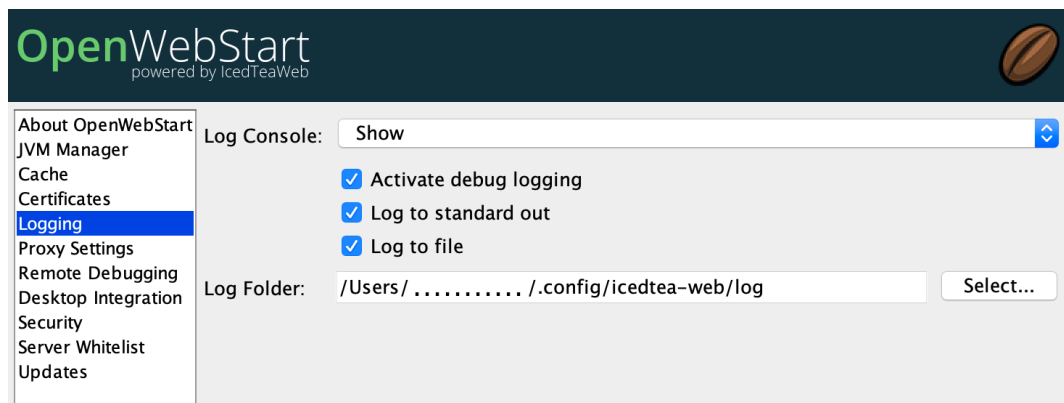 OpenWebStart
powered by IcedTeaWeb
About OpenWebStart
JVM Manager
Cache
Certificates
Logging
Proxy Settings
Remote Debugging
Desktop Integration
Security
Server Whitelist
Updates
Log Console: Show
Activate debug logging
Log to standard out
Log to file
Log Folder: /Users/ ........... /.config/icedtea-web/log Select...